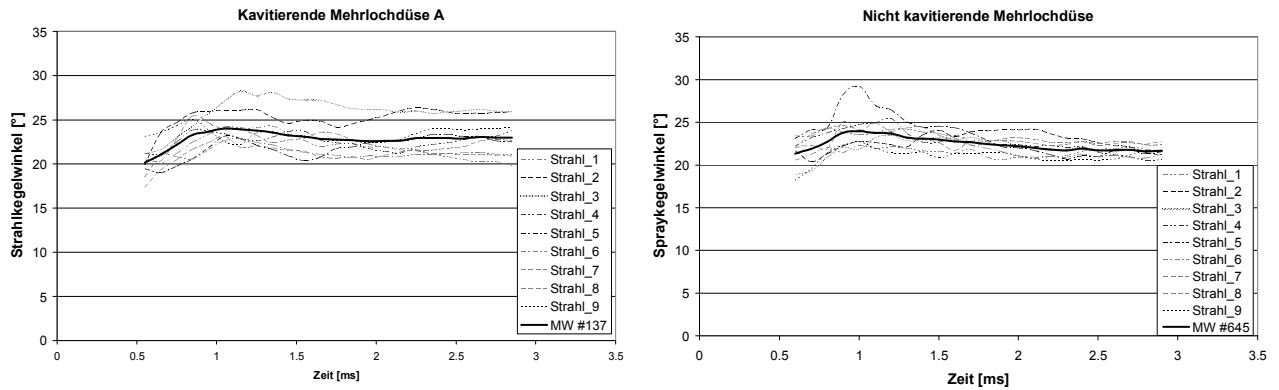 Kavitierende Mehrlochdüse A
35
30
25
20
15
10
5
0
0 0.5 1 1.5 2 2.5 3 3.5
Zeit [ms]
Strahlkegelwinkel [°]
Strahl_1
Strahl_2
Strahl_3
Strahl_4
Strahl_5
Strahl_6
Strahl_7
Strahl_8
Strahl_9
MW #137
Nicht kavitierende Mehrlochdüse
35
30
25
20
15
10
5
0
0 0.5 1 1.5 2 2.5 3 3.5
Zeit [ms]
Spraykegelwinkel [°]
Strahl_1
Strahl_2
Strahl_3
Strahl_4
Strahl_5
Strahl_6
Strahl_7
Strahl_8
Strahl_9
MW #645